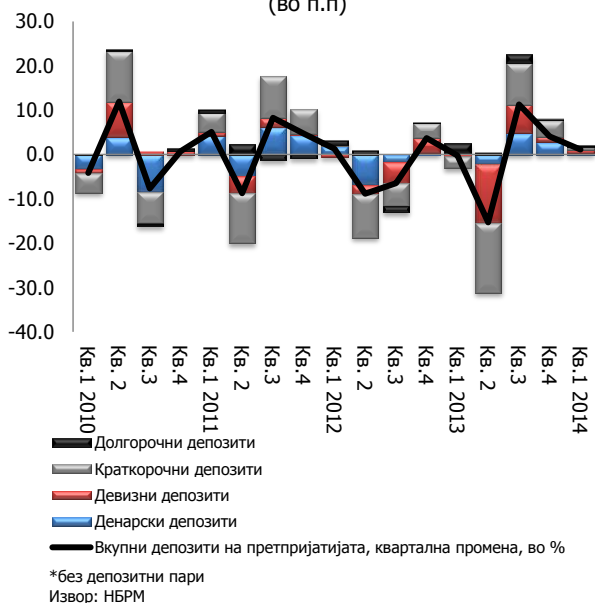 (во п.п)
30.0
20.0
10.0
0.0
-10.0
-20.0
-30.0
-40.0
Кв.1 2010
Кв. 2
Кв.3
Кв.4
Кв.1 2011
Кв. 2
Кв.3
Кв.4
Кв.1 2012
Кв. 2
Кв.3
Кв.4
Кв.1 2013
Кв. 2
Кв.3
Кв.4
Кв.1 2014
Долгорочни депозити
Краткорочни депозити
Девизни депозити
Денарски депозити
Вкупни депозити на претпријатијата, квартална промена, во %
*без депозитни пари
Извор: НБРМ